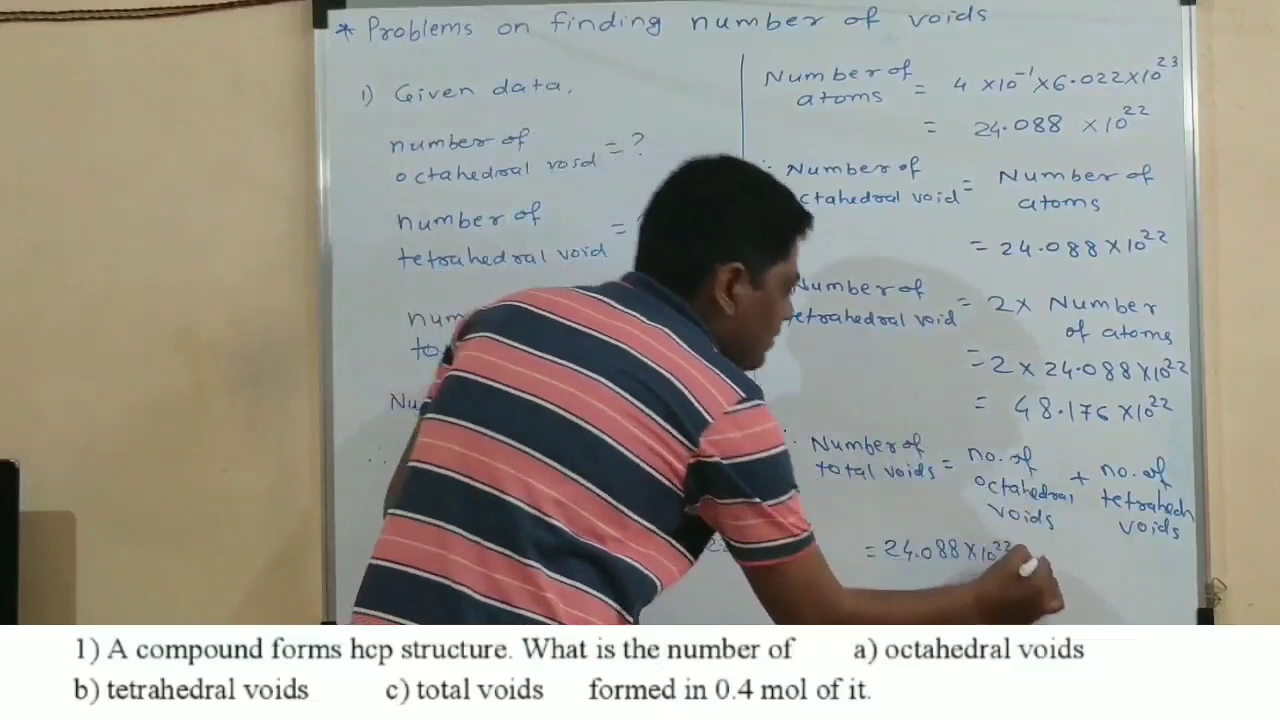 * Problems on finding number of voids
1) Given data,
number of
octahedral void = ?
number of
tetrahedral void =
num
to
Nu
Number of
atoms = 4 × 10⁻¹ × 6.022 × 10²³
= 24.088 × 10²²
Number of
ctahedral void = Number of
atoms
= 24.088 × 10²²
Number of
etrahedral void = 2 × Number
of atoms
= 2 × 24.088 × 10²²
= 48.176 × 10²²
Number of
total voids = no. of
octahedral
voids + no. of
tetrahedr
voids
= 24.088 × 10²²
1) A compound forms hcp structure. What is the number of a) octahedral voids
b) tetrahedral voids c) total voids formed in 0.4 mol of it.